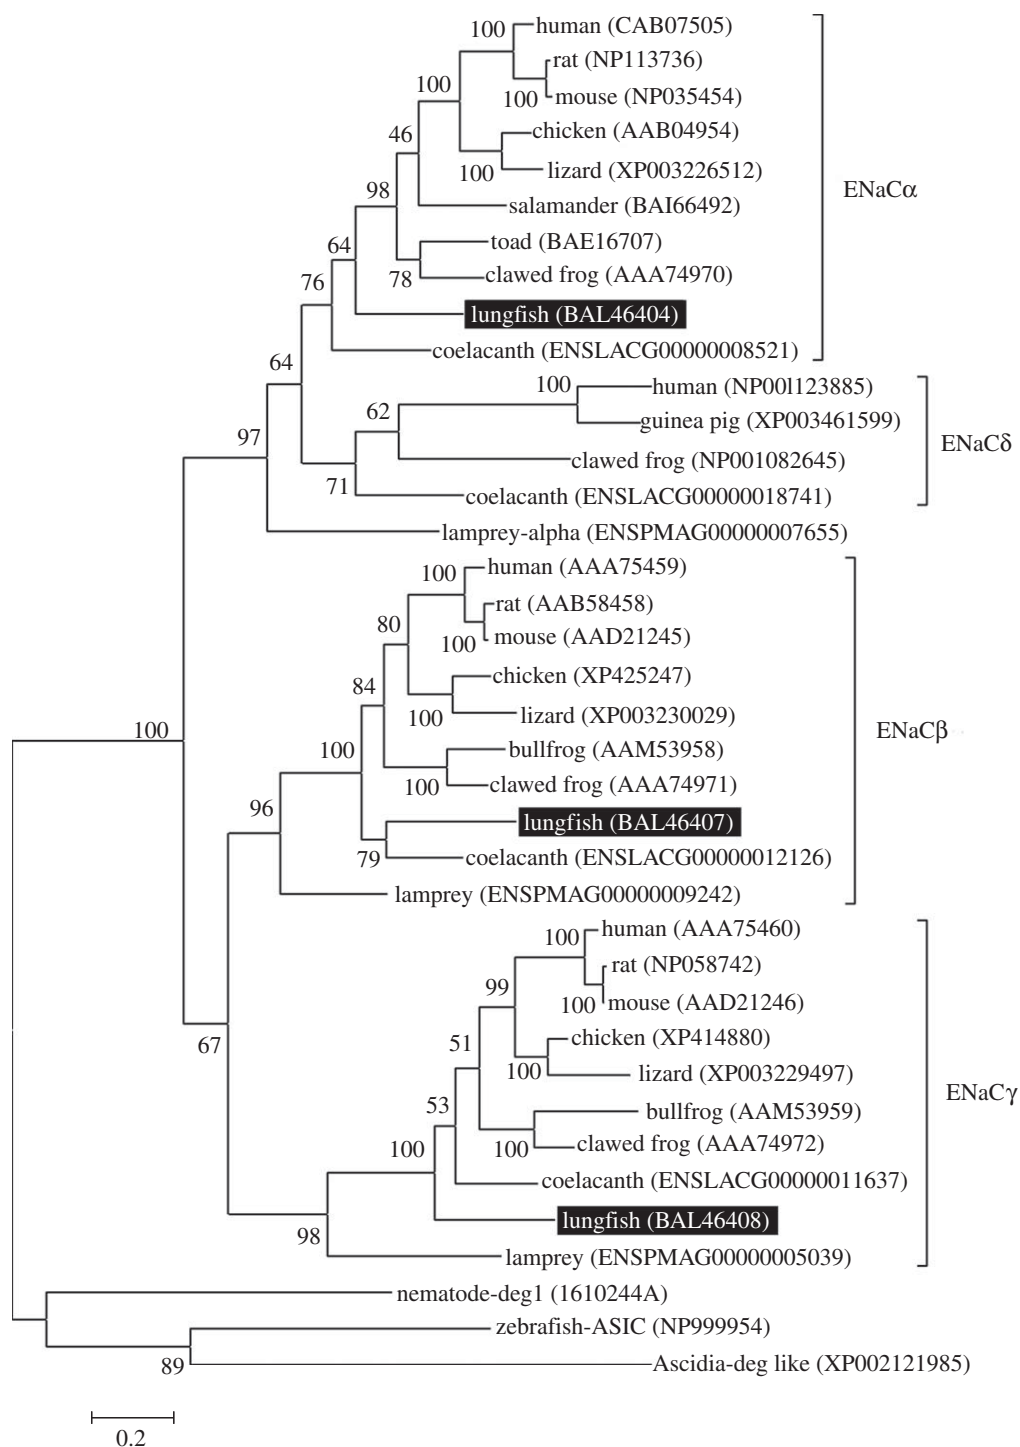 100
human (CAB07505)
rat (NP113736)
100
100
mouse (NP035454)
46
chicken (AAB04954)
100
lizard (XP003226512)
ENaCα
98
salamander (BAI66492)
64
toad (BAE16707)
76
78
clawed frog (AAA74970)
lungfish (BAL46404)
64
coelacanth (ENSLACG00000008521)
100
human (NP00l123885)
62
guinea pig (XP003461599)
97
ENaCδ
clawed frog (NP001082645)
71
coelacanth (ENSLACG00000018741)
lamprey-alpha (ENSPMAG00000007655)
100
human (AAA75459)
rat (AAB58458)
80
100
mouse (AAD21245)
84
chicken (XP425247)
100
lizard (XP003230029)
ENaCβ
100
100
bullfrog (AAM53958)
100
clawed frog (AAA74971)
96
lungfish (BAL46407)
79
coelacanth (ENSLACG00000012126)
lamprey (ENSPMAG00000009242)
100
human (AAA75460)
rat (NP058742)
99
100
mouse (AAD21246)
67
51
chicken (XP414880)
100
lizard (XP003229497)
ENaCγ
53
bullfrog (AAM53959)
100
100
clawed frog (AAA74972)
coelacanth (ENSLACG00000011637)
lungfish (BAL46408)
98
lamprey (ENSPMAG00000005039)
nematode-deg1 (1610244A)
zebrafish-ASIC (NP999954)
89
Ascidia-deg like (XP002121985)
0.2